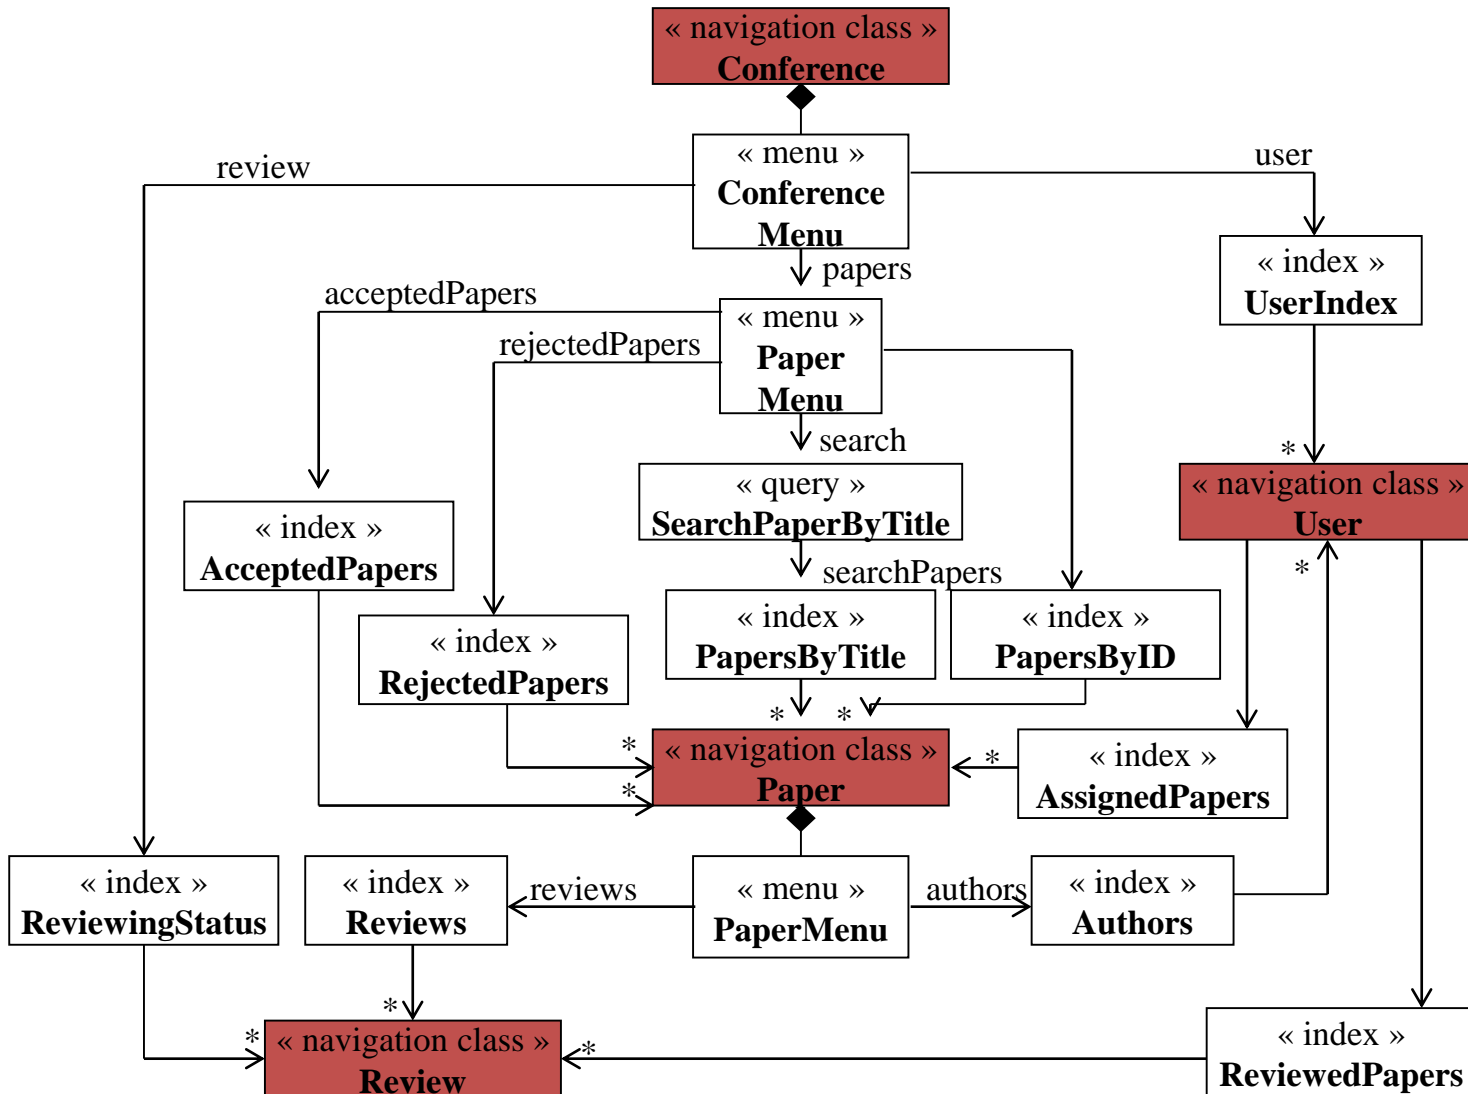 « navigation class »
Conference
« menu »
Conference
Menu
review
user
papers
« index »
UserIndex
acceptedPapers
« menu »
Paper
Menu
rejectedPapers
search
*
« query »
SearchPaperByTitle
« navigation class »
User
*
« index »
AcceptedPapers
searchPapers
« index »
RejectedPapers
« index »
PapersByTitle
« index »
PapersByID
*
*
*
*
« navigation class »
Paper
*
« index »
AssignedPapers
« index »
ReviewingStatus
« index »
Reviews
reviews
« menu »
PaperMenu
authors
« index »
Authors
*
*
« navigation class »
Review
*
« index »
ReviewedPapers